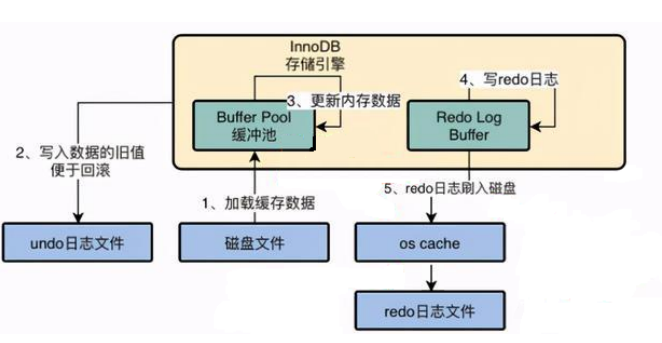 InnoDB
存储引擎
4、写redo日志
3、更新内存数据
Buffer Pool
缓冲池
Redo Log
Buffer
2、写入数据的旧值
便于回滚
5、redo日志刷入磁盘
1、加载缓存数据
undo日志文件
磁盘文件
os cache
redo日志文件